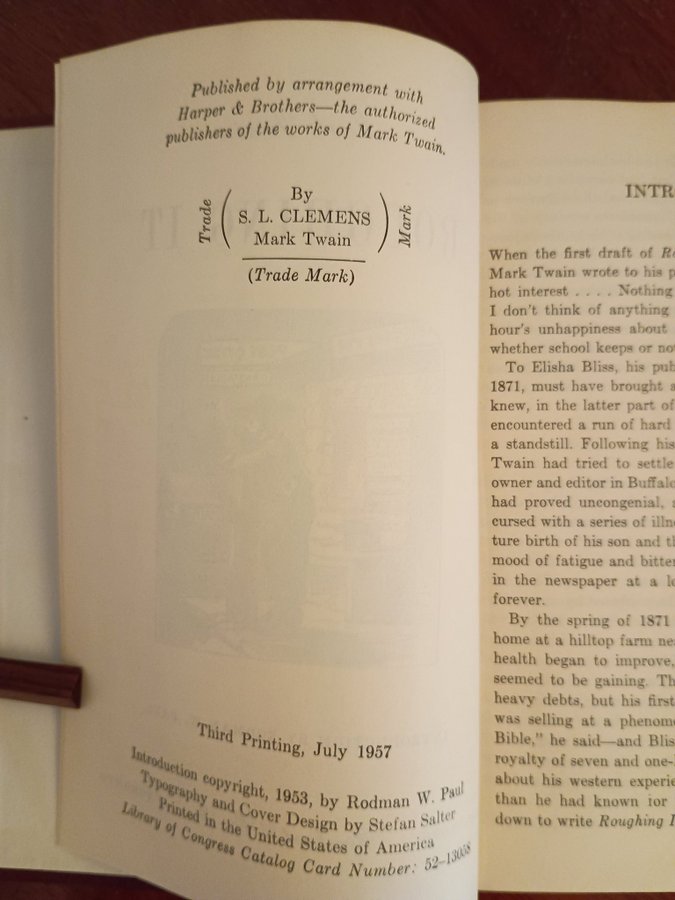 Published by arrangement with
Harper & Brothers—the authorized
publishers of the works of Mark Twain.
Trade
By
S. L. CLEMENS
Mark Twain
Mark
(Trade Mark)
Third Printing, July 1957
Introduction copyright, 1953, by Rodman W. Paul
Typography and Cover Design by Stefan Salter
Printed in the United States of America
Library of Congress Catalog Card Number: 52-13058
INTR
When the first draft of R
Mark Twain wrote to his p
hot interest . . . . Nothing
I don't think of anything
hour's unhappiness about
whether school keeps or no
To Elisha Bliss, his pub
1871, must have brought a
knew, in the latter part of
encountered a run of hard
a standstill. Following his
Twain had tried to settle
owner and editor in Buffalo
had proved uncongenial,
cursed with a series of illn
ture birth of his son and th
mood of fatigue and bitter
in the newspaper at a lo
forever.
By the spring of 1871
home at a hilltop farm ne
health began to improve,
seemed to be gaining. Th
heavy debts, but his first
was selling at a phenome
Bible," he said—and Blis
royalty of seven and one-
about his western experie
than he had known for
down to write Roughing I